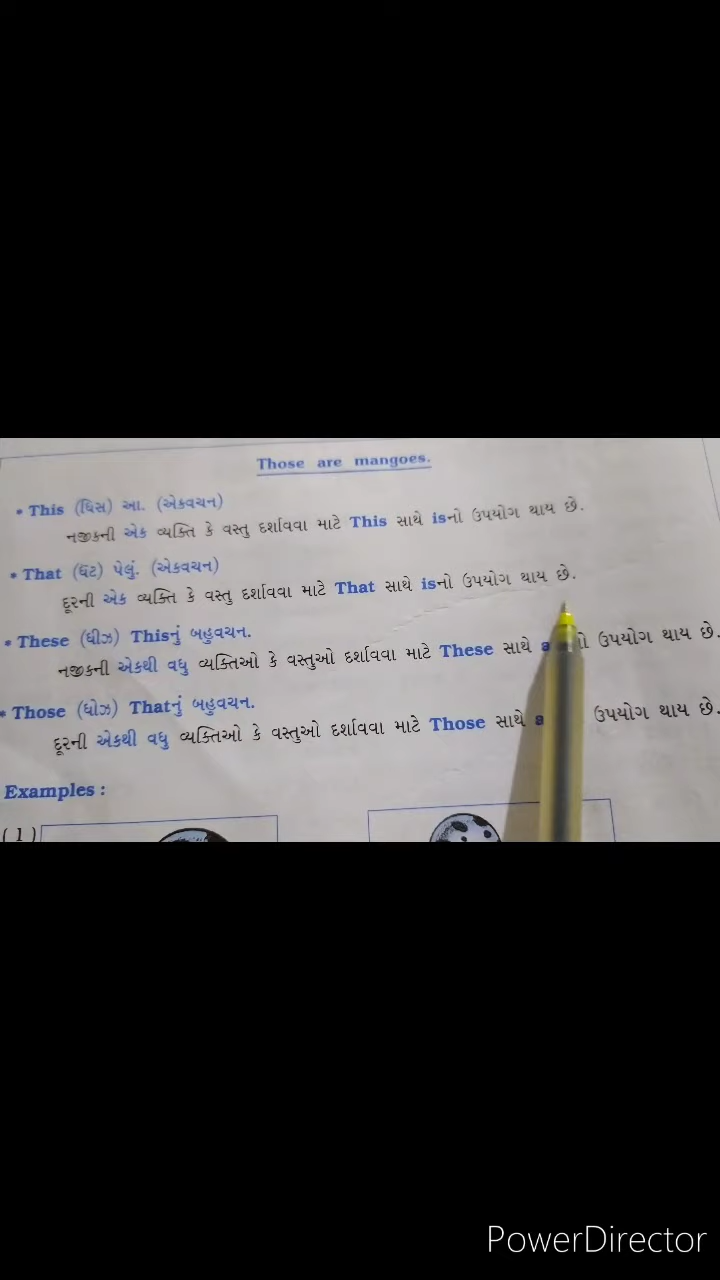 Those are mangoes.
• This (ધિસ) આ. (એકવચન)
નજીકની એક વ્યક્તિ કે વસ્તુ દર્શાવવા માટે This સાથે isનો ઉપયોગ થાય છે.
• That (ધૅટ) પેલું. (એકવચન)
દૂરની એક વ્યક્તિ કે વસ્તુ દર્શાવવા માટે That સાથે isનો ઉપયોગ થાય છે.
• These (ધીઝ) Thisનું બહુવચન.
નજીકની એકથી વધુ વ્યક્તિઓ કે વસ્તુઓ દર્શાવવા માટે These સાથે ઉપયોગ થાય છે.
• Those (ધોઝ) Thatનું બહુવચન.
દૂરની એકથી વધુ વ્યક્તિઓ કે વસ્તુઓ દર્શાવવા માટે Those સાથે ઉપયોગ થાય છે.
Examples :
(1)
PowerDirector